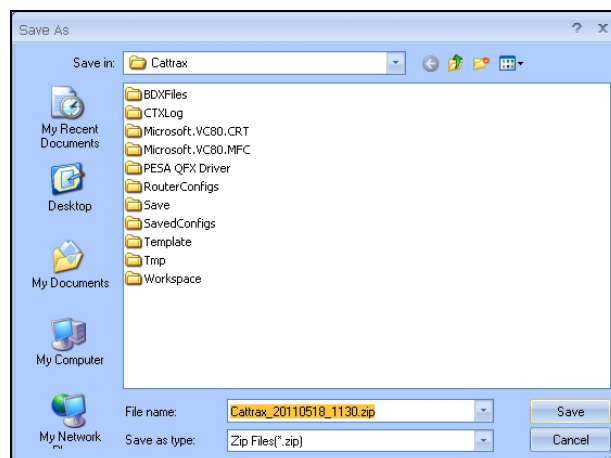 Save As
Save in:
Cattrax
My Recent
Documents
Desktop
My Documents
My Computer
My Network
BDXFiles
CTXLog
Microsoft.VC80.CRT
Microsoft.VC80.MFC
PESA QFX Driver
RouterConfigs
Save
SavedConfigs
Template
Tmp
Workspace
File name:
Cattrax_20110518_1130.zip
Save
Save as type:
Zip Files(*.zip)
Cancel